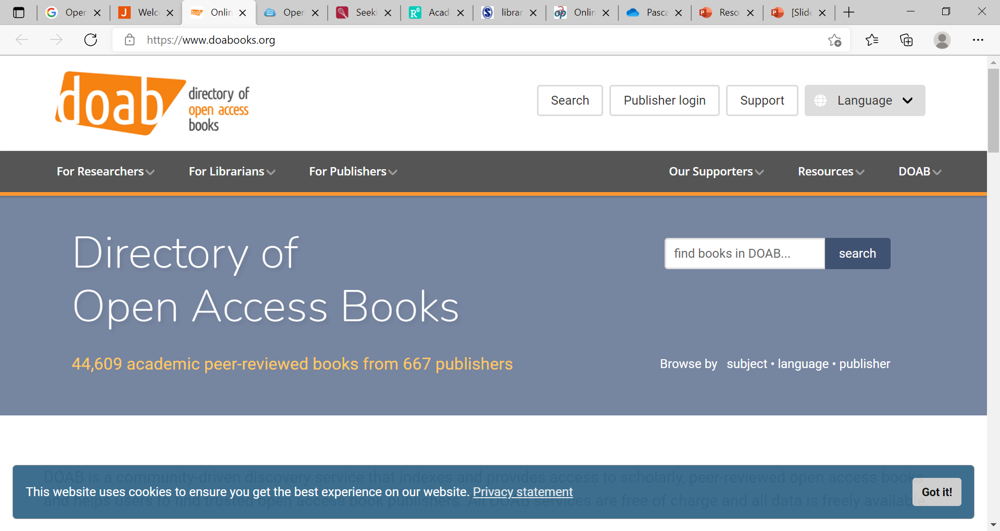 Oper
Welc
Onlin
Oper
Seeki
Acad
librar
Onlin
Pasca
Reso
[Slide
https://www.doabooks.org
doab
directory of
open access
books
Search
Publisher login
Support
Language
For Researchers
For Librarians
For Publishers
Our Supporters
Resources
DOAB
Directory of
Open Access Books
find books in DOAB...
search
44,609 academic peer-reviewed books from 667 publishers
Browse by subject • language • publisher
DOAB is a community-driven discovery service that indexes and provides access to scholarly, peer-reviewed open access books
This website uses cookies to ensure you get the best experience on our website. Privacy statement
Got it!
and helps users to find trusted open access book publishers. All DOAB services are free of charge and all data is freely available.